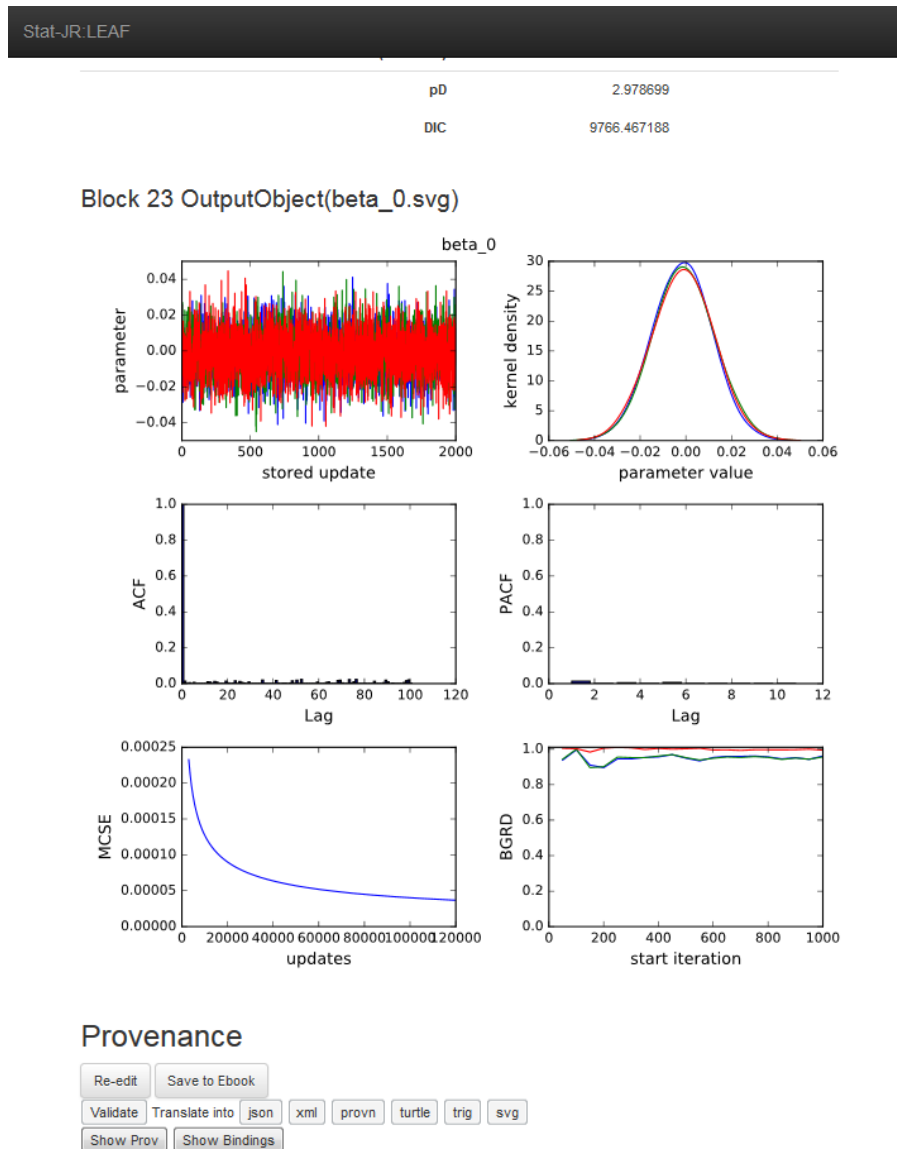 Stat-JR:LEAF
pD 2.978699
DIC 9766.467188
Block 23 OutputObject(beta_0.svg)
beta_0
parameter
0.04
0.02
0.00
−0.02
−0.04
0 500 1000 1500 2000
stored update
kernel density
30
25
20
15
10
5
0
−0.06 −0.04 −0.02 0.00 0.02 0.04 0.06
parameter value
ACF
1.0
0.8
0.6
0.4
0.2
0.0
0 20 40 60 80 100 120
Lag
PACF
1.0
0.8
0.6
0.4
0.2
0.0
0 2 4 6 8 10 12
Lag
MCSE
0.00025
0.00020
0.00015
0.00010
0.00005
0.00000
0 20000 40000 60000 80000 100000 120000
updates
BGRD
1.0
0.8
0.6
0.4
0.2
0.0
0 200 400 600 800 1000
start iteration
Provenance
Re-edit Save to Ebook
Validate Translate into json xml provn turtle trig svg
Show Prov Show Bindings